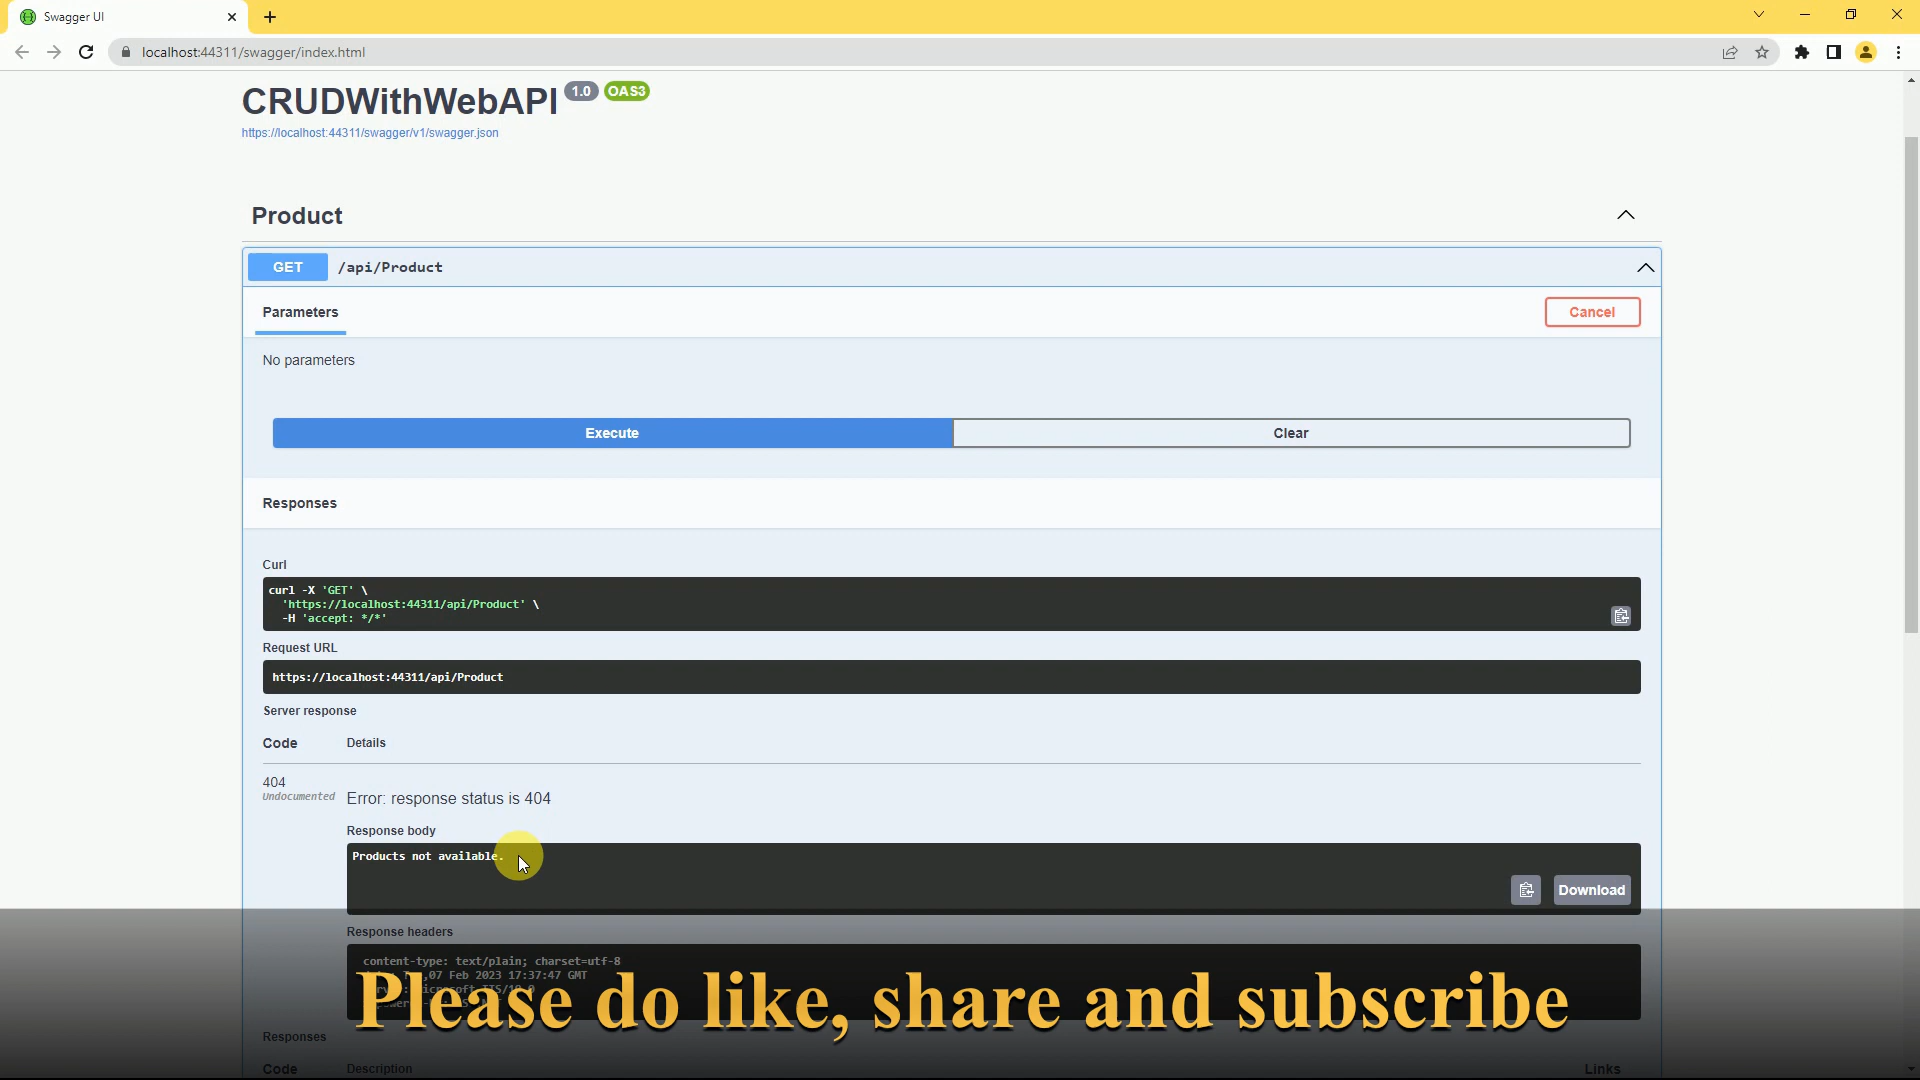 Swagger UI
localhost:44311/swagger/index.html
CRUDWithWebAPI 1.0 OAS3
https://localhost:44311/swagger/v1/swagger.json
Product
GET /api/Product
Parameters
Cancel
No parameters
Execute
Clear
Responses
Curl
curl -X 'GET' \
'https://localhost:44311/api/Product' \
-H 'accept: */*'
Request URL
https://localhost:44311/api/Product
Server response
Code Details
404
Undocumented
Error: response status is 404
Response body
Products not available.
Download
Response headers
content-type: text/plain; charset=utf-8
07 Feb 2023 17:37:47 GMT
Please do like, share and subscribe
Responses
Code Description Links